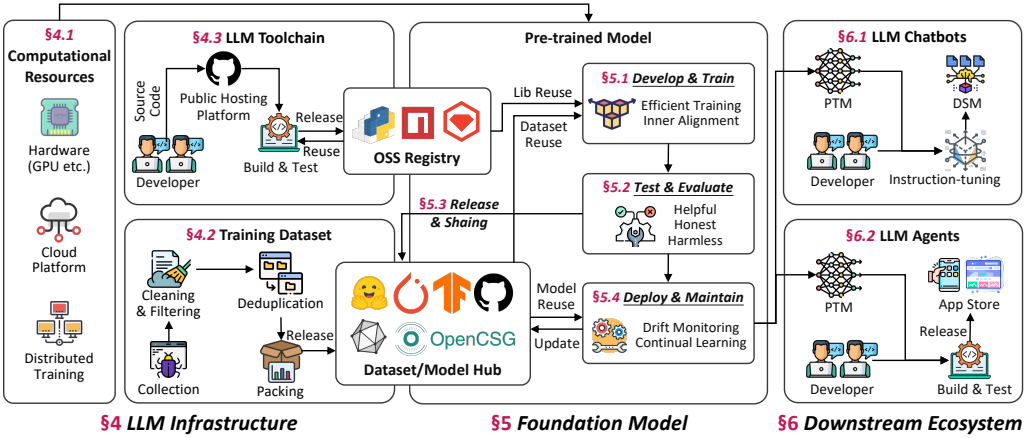 §4.1
Computational
Resources
Hardware
(GPU etc.)
Cloud
Platform
Distributed
Training
§4.3 LLM Toolchain
Source
Code
Public Hosting
Platform
Developer
Build & Test
Release
Reuse
OSS Registry
§4.2 Training Dataset
Cleaning
& Filtering
Deduplication
Collection
Packing
Release
OpenCSG
Dataset/Model Hub
Pre-trained Model
Lib Reuse
Dataset
Reuse
§5.1 Develop & Train
Efficient Training
Inner Alignment
§5.2 Test & Evaluate
Helpful
Honest
Harmless
§5.3 Release
& Shaing
Model
Reuse
Update
§5.4 Deploy & Maintain
Drift Monitoring
Continual Learning
§6.1 LLM Chatbots
PTM
DSM
Developer
Instruction-tuning
§6.2 LLM Agents
PTM
App Store
Release
Developer
Build & Test
§4 LLM Infrastructure
§5 Foundation Model
§6 Downstream Ecosystem